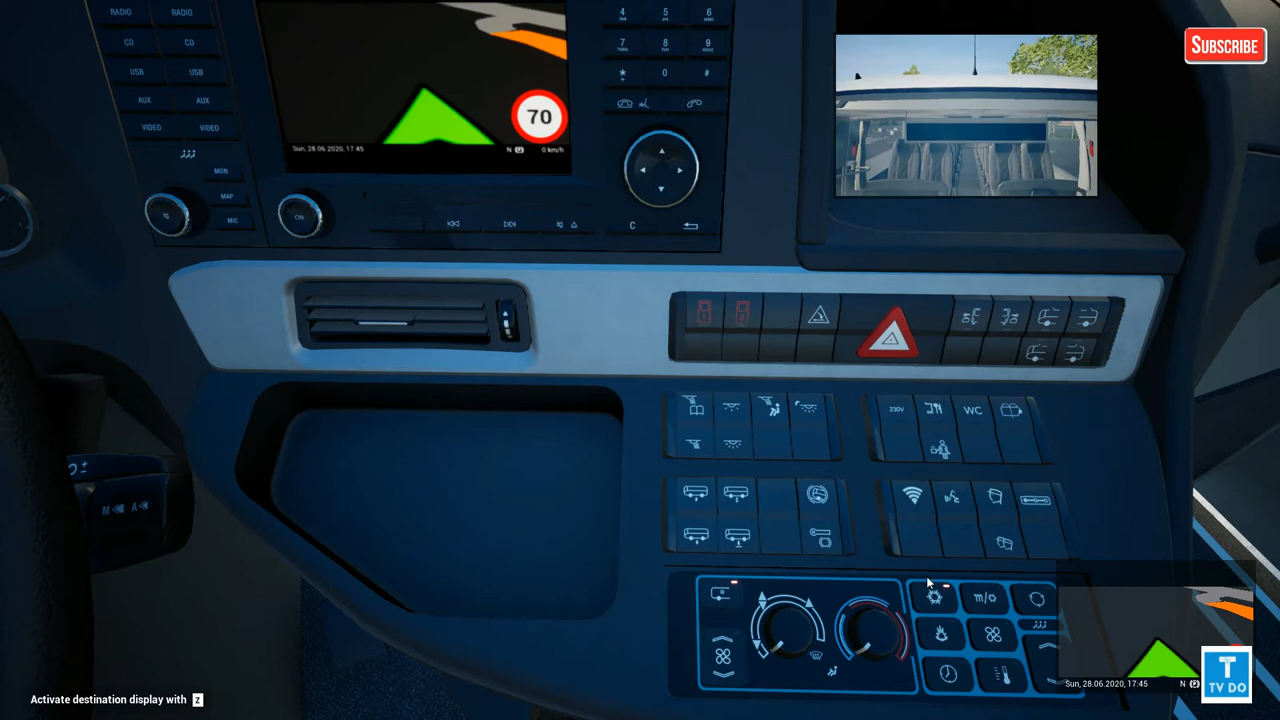 RADIO RADIO
CD CD
USB USB
AUX AUX
VIDEO VIDEO
MON
MAP
MIC
ON
70
Sun, 28.06.2020, 17:45 N P 0 km/h
4 5 6
7 8 9
* 0 #
C
SUBSCRIBE
230V WC
M A
Sun, 28.06.2020, 17:45 N P
T
TV DO
Activate destination display with Z